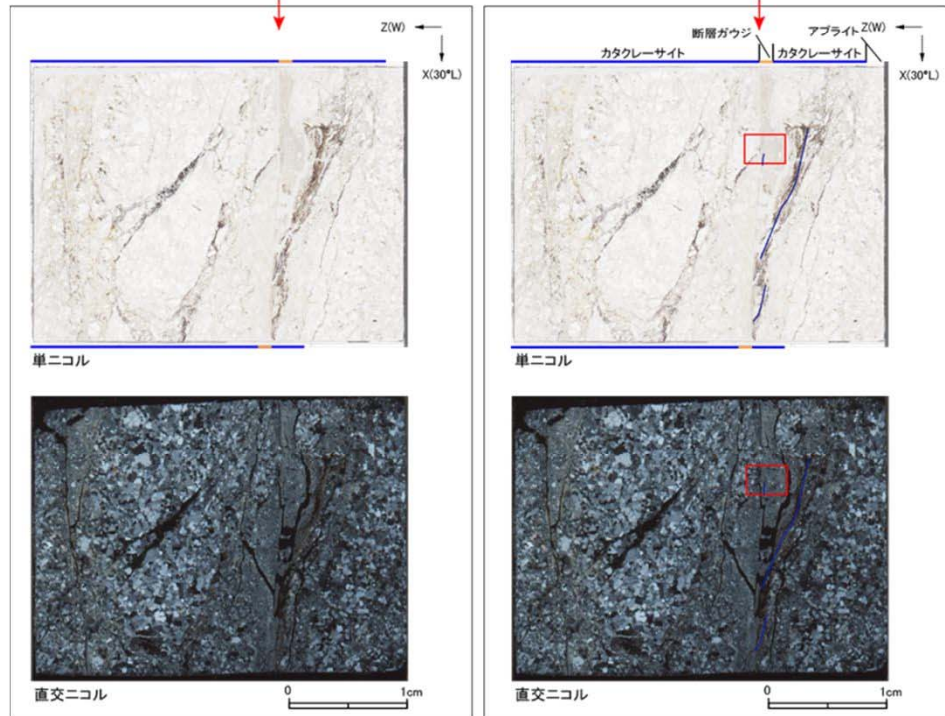 Z(W)
X(30°L)
単ニコル
直交ニコル
0 1cm
断層ガウジ
アプライト
Z(W)
カタクレーサイト
カタクレーサイト
X(30°L)
単ニコル
直交ニコル
0 1cm